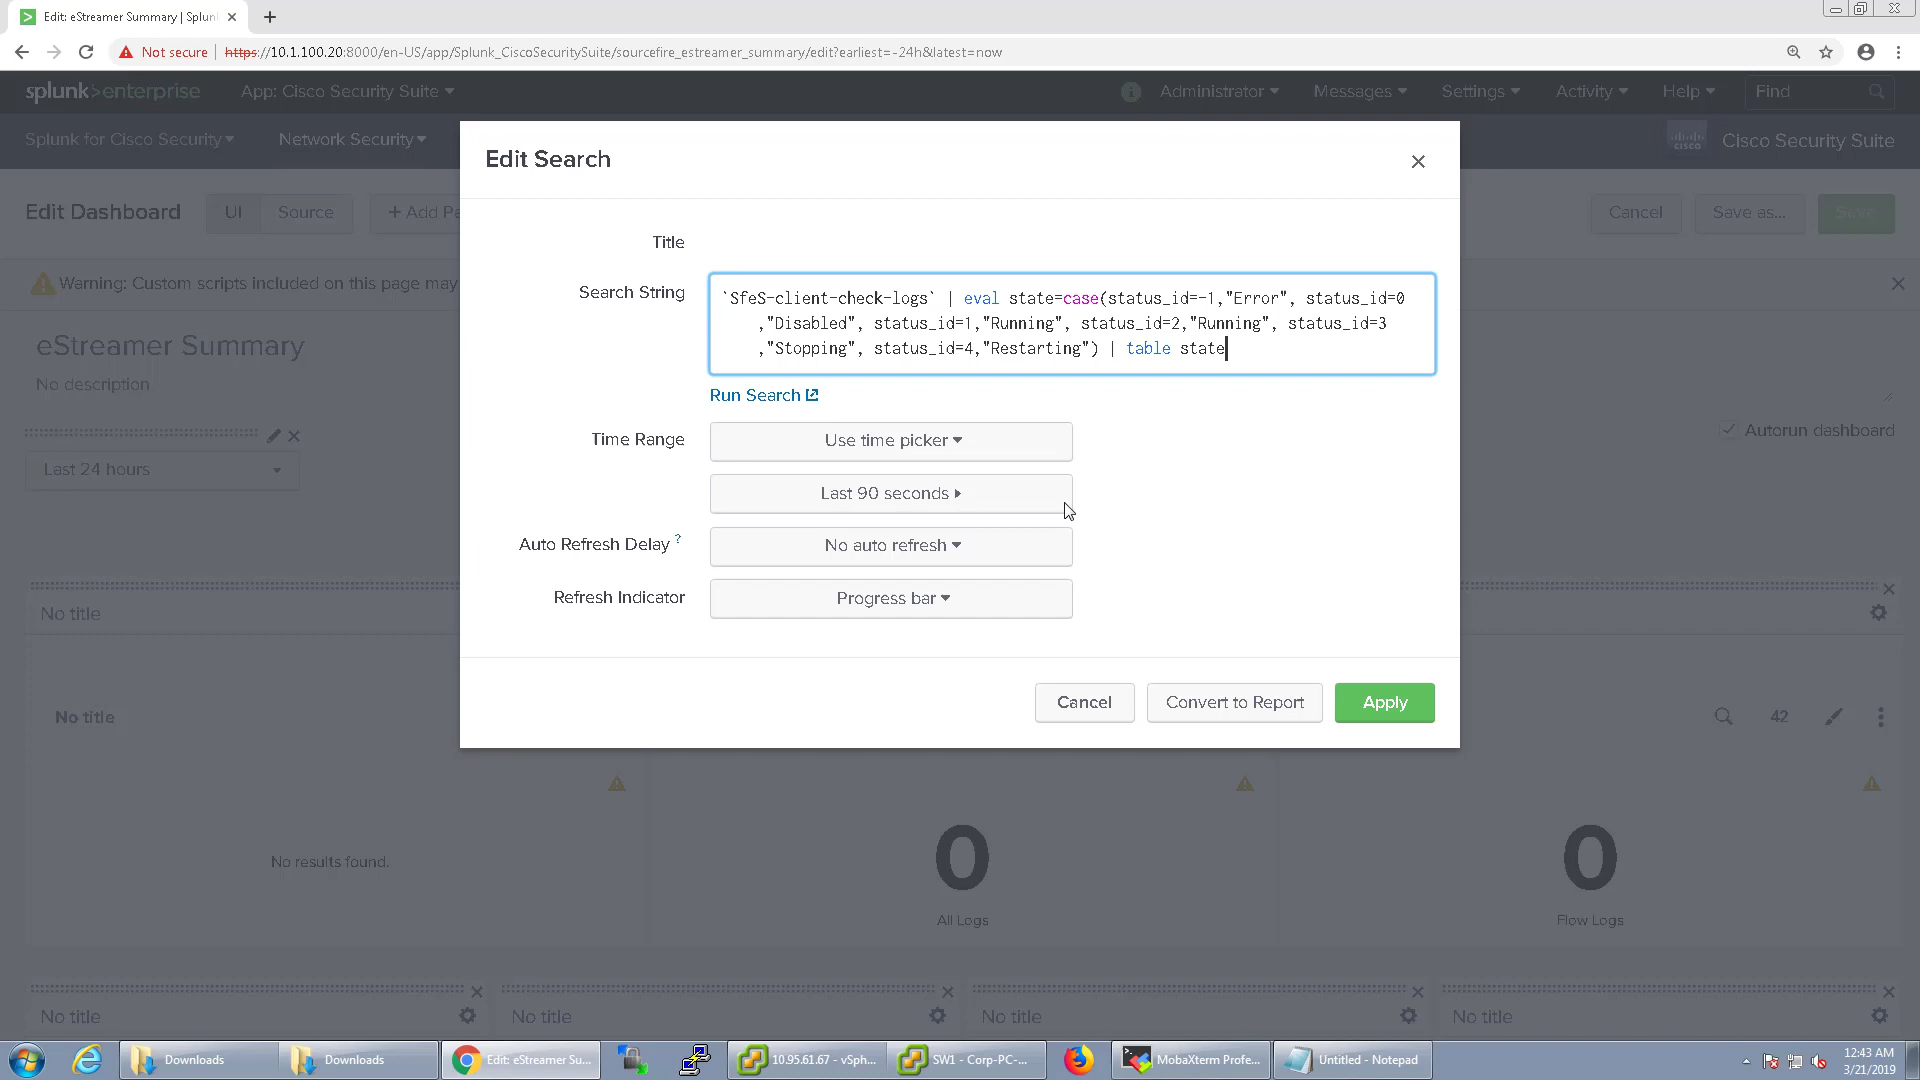 Edit: eStreamer Summary | Splun
Not secure
https://10.1.100.20:8000/en-US/app/Splunk_CiscoSecuritySuite/sourcefire_estreamer_summary/edit?earliest=-24h&latest=now
splunk>enterprise
App: Cisco Security Suite
Administrator
Messages
Settings
Activity
Help
Find
Splunk for Cisco Security
Network Security
cisco
Cisco Security Suite
Edit Dashboard
UI
Source
+ Add Pa
Cancel
Save as...
Save
Warning: Custom scripts included on this page may
eStreamer Summary
No description
Last 24 hours
Autorun dashboard
Edit Search
Title
Search String
`SfeS-client-check-logs` | eval state=case(status_id=-1,"Error", status_id=0
,"Disabled", status_id=1,"Running", status_id=2,"Running", status_id=3
,"Stopping", status_id=4,"Restarting") | table state
Run Search
Time Range
Use time picker
Last 90 seconds
Auto Refresh Delay ?
No auto refresh
Refresh Indicator
Progress bar
Cancel
Convert to Report
Apply
No title
No title
42
No results found.
0
All Logs
0
Flow Logs
No title
No title
No title
No title
Downloads
Downloads
Edit: eStreamer Su...
10.95.61.67 - vSph...
SW1 - Corp-PC-...
MobaXterm Profe...
Untitled - Notepad
12:43 AM
3/21/2019